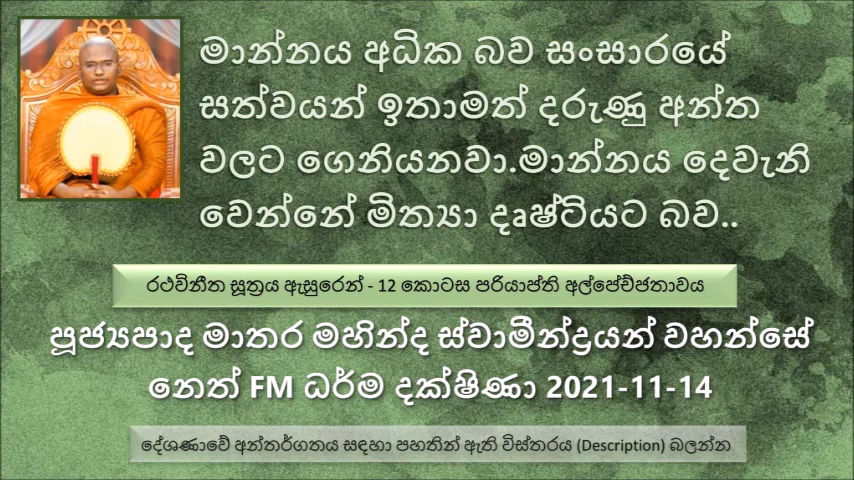 මාන්නය අධික බව සංසාරයේ
සත්වයන් ඉතාමත් දරුණු අන්ත
වලට ගෙනියනවා.මාන්නය දෙවැනි
වෙන්නේ මිත්‍යා දෘෂ්ටියට බව..
රථවිනීත සූත්‍රය ඇසුරෙන් - 12 කොටස පරියාප්ති අල්පේච්ඡතාවය
පූජ්‍යපාද මාතර මහින්ද ස්වාමීන්ද්‍රයන් වහන්සේ
නෙත් FM ධර්ම දක්ෂිණා 2021-11-14
දේශණාවේ අන්තර්ගතය සඳහා පහතින් ඇති විස්තරය (Description) බලන්න